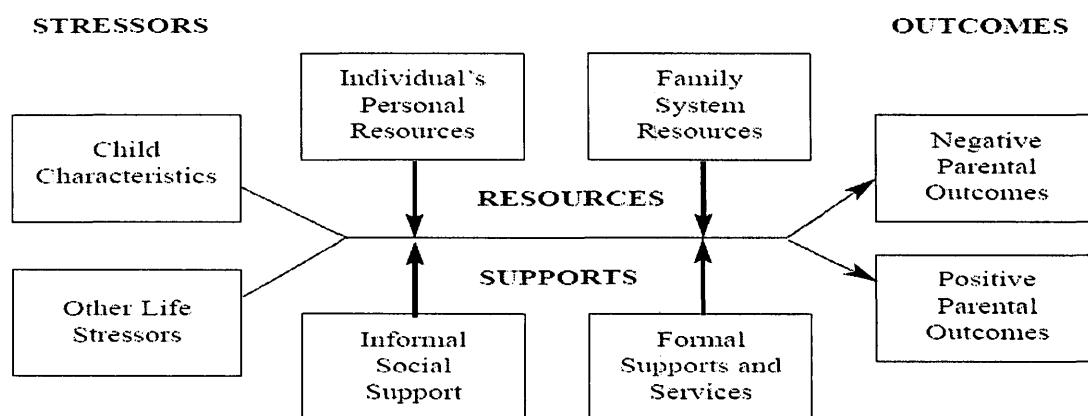 STRESSORS
OUTCOMES
Individual's
Personal
Resources
Family
System
Resources
Child
Characteristics
Negative
Parental
Outcomes
RESOURCES
SUPPORTS
Other Life
Stressors
Informal
Social
Support
Formal
Supports and
Services
Positive
Parental
Outcomes